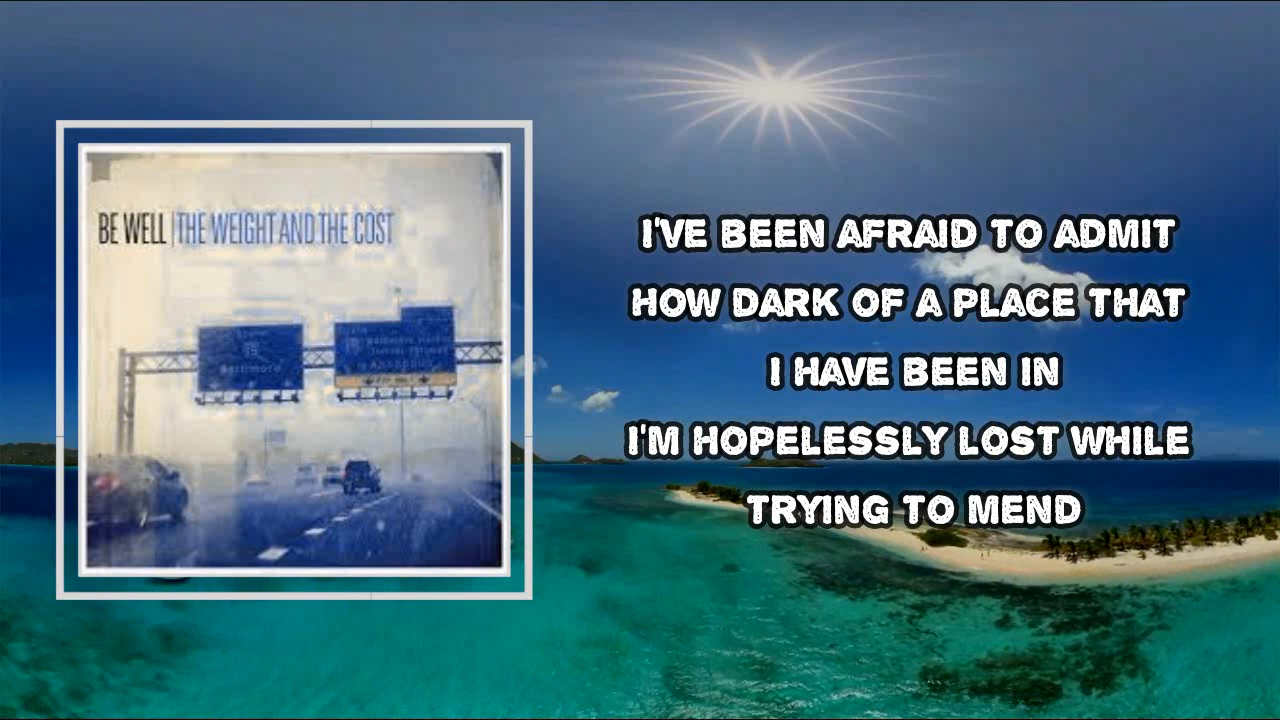 BE WELL | THE WEIGHT AND THE COST
Baltimore
I'VE BEEN AFRAID TO ADMIT
HOW DARK OF A PLACE THAT
I HAVE BEEN IN
I'M HOPELESSLY LOST WHILE
TRYING TO MEND